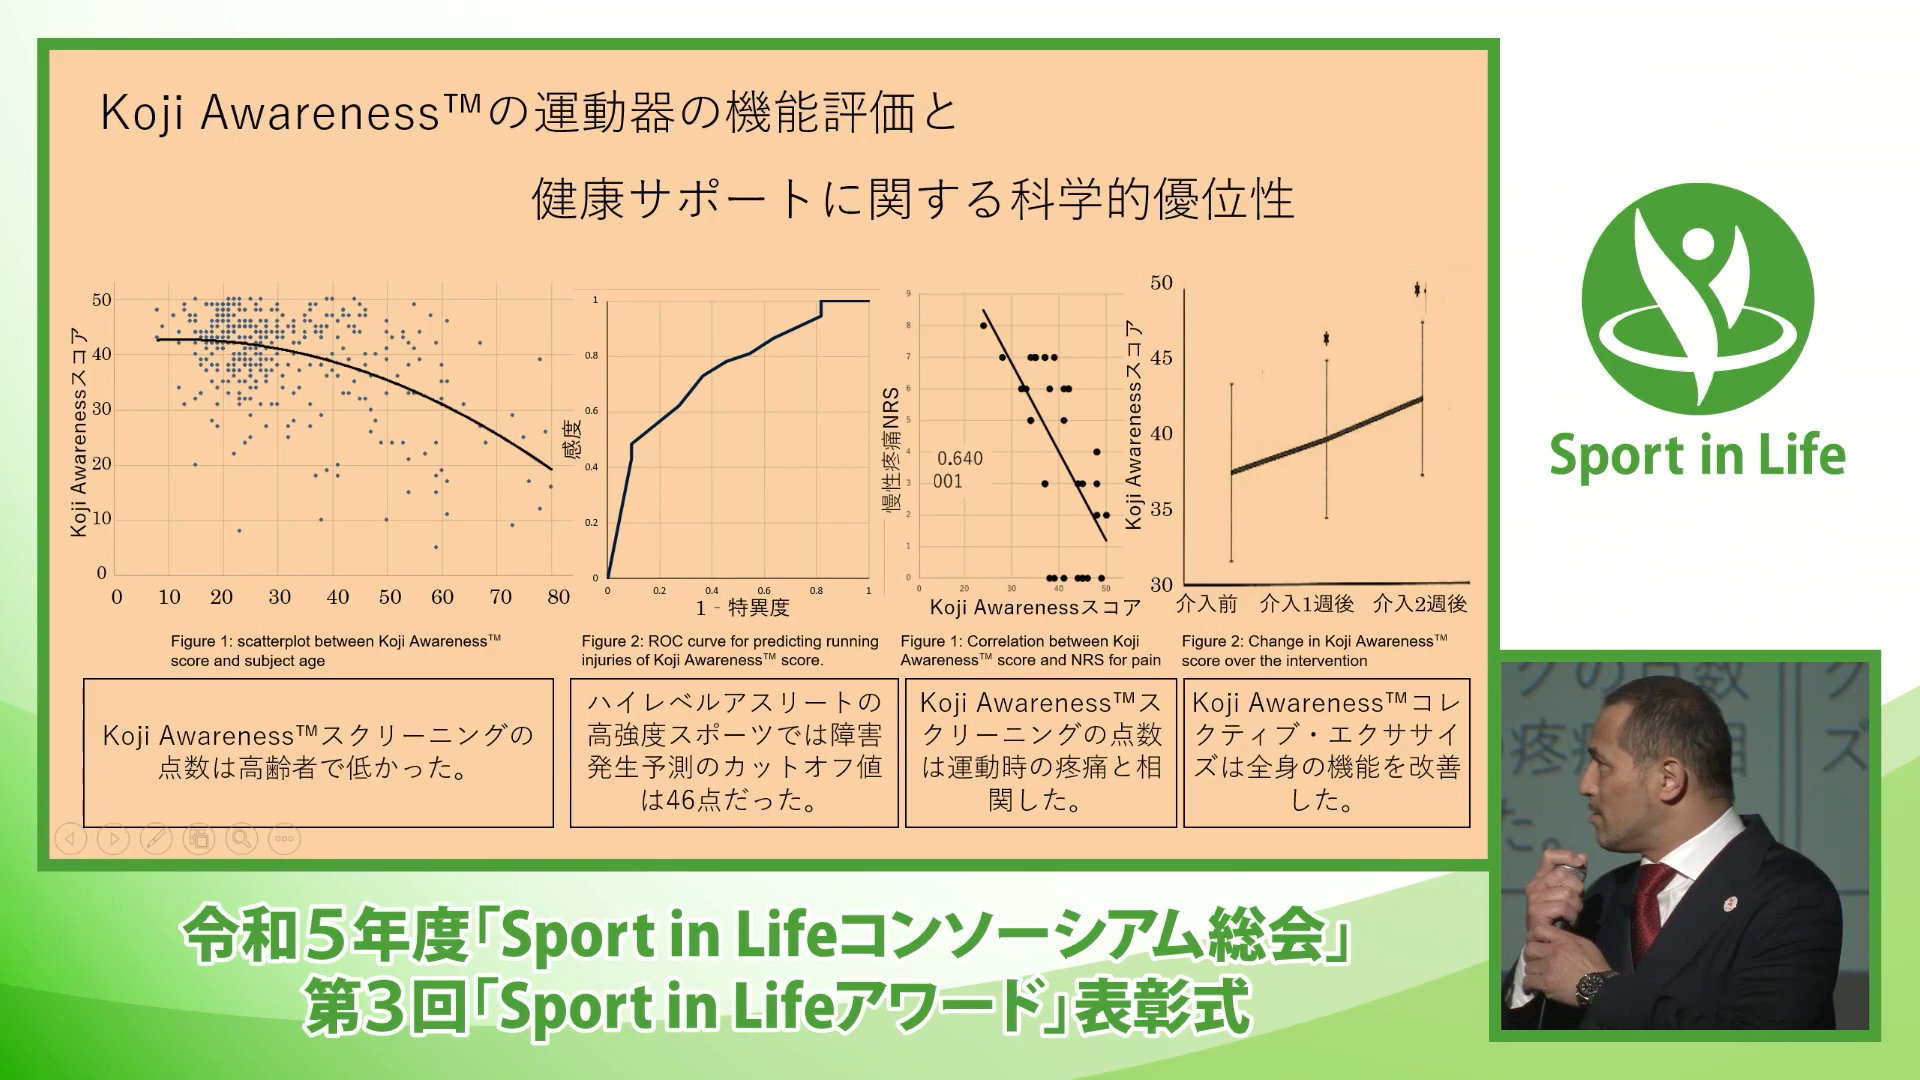 Koji Awareness™の運動器の機能評価と
健康サポートに関する科学的優位性
Koji Awarenessスコア
50
40
30
20
10
0
0 10 20 30 40 50 60 70 80
Figure 1: scatterplot between Koji Awareness™
score and subject age
感度
1
0.8
0.6
0.4
0.2
0
0 0.2 0.4 0.6 0.8 1
1 - 特異度
Figure 2: ROC curve for predicting running
injuries of Koji Awareness™ score.
慢性疼痛NRS
9
8
7
6
5
4
3
2
1
0
0.640
001
0 20 30 40 50
Koji Awarenessスコア
Figure 1: Correlation between Koji
Awareness™ score and NRS for pain
Koji Awarenessスコア
50
45
40
35
30
介入前 介入1週後 介入2週後
Figure 2: Change in Koji Awareness™
score over the intervention
Koji Awareness™スクリーニングの
点数は高齢者で低かった。
ハイレベルアスリートの
高強度スポーツでは障害
発生予測のカットオフ値
は46点だった。
Koji Awareness™ス
クリーニングの点数
は運動時の疼痛と相
関した。
Koji Awareness™コレ
クティブ・エクササイ
ズは全身の機能を改善
した。
Sport in Life
令和5年度「Sport in Lifeコンソーシアム総会」
第3回「Sport in Lifeアワード」表彰式